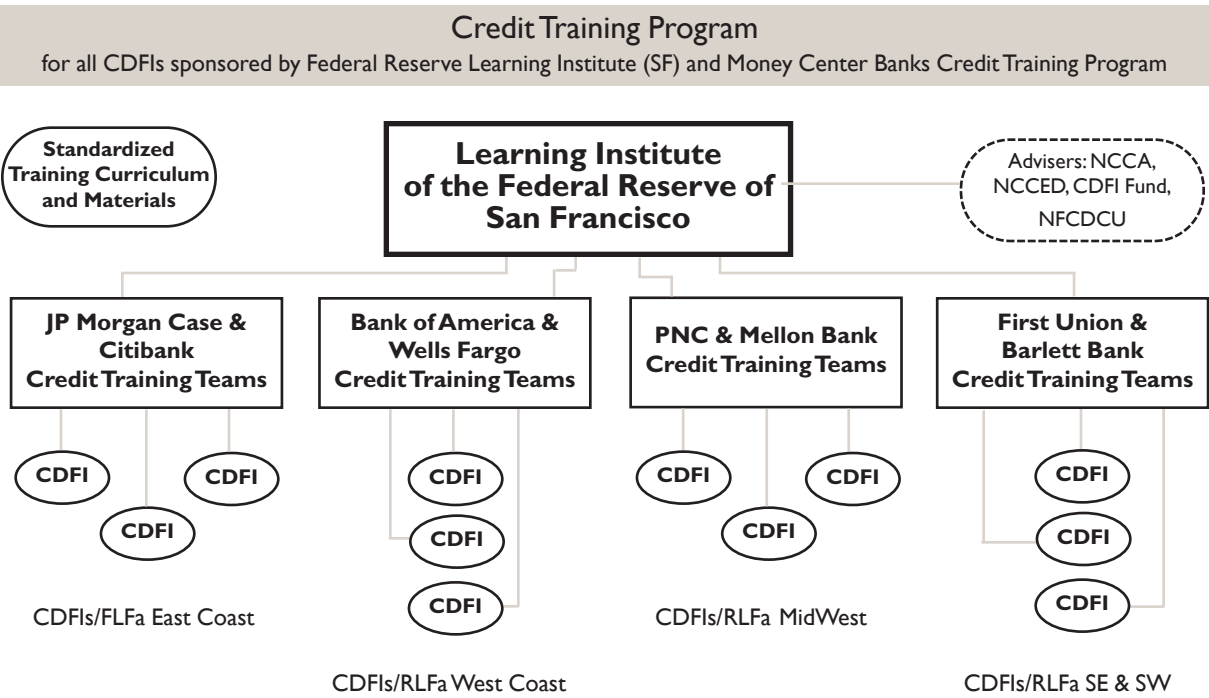 Credit Training Program
for all CDFIs sponsored by Federal Reserve Learning Institute (SF) and Money Center Banks Credit Training Program
Standardized
Training Curriculum
and Materials
Learning Institute
of the Federal Reserve of
San Francisco
Advisers: NCCA,
NCCED, CDFI Fund,
NFCDCU
JP Morgan Case &
Citibank
Credit Training Teams
Bank of America &
Wells Fargo
Credit Training Teams
PNC & Mellon Bank
Credit Training Teams
First Union &
Barlett Bank
Credit Training Teams
CDFI
CDFI
CDFI
CDFI
CDFI
CDFI
CDFI
CDFI
CDFI
CDFI
CDFI
CDFI
CDFIs/FLFa East Coast
CDFIs/RLFa West Coast
CDFIs/RLFa MidWest
CDFIs/RLFa SE & SW